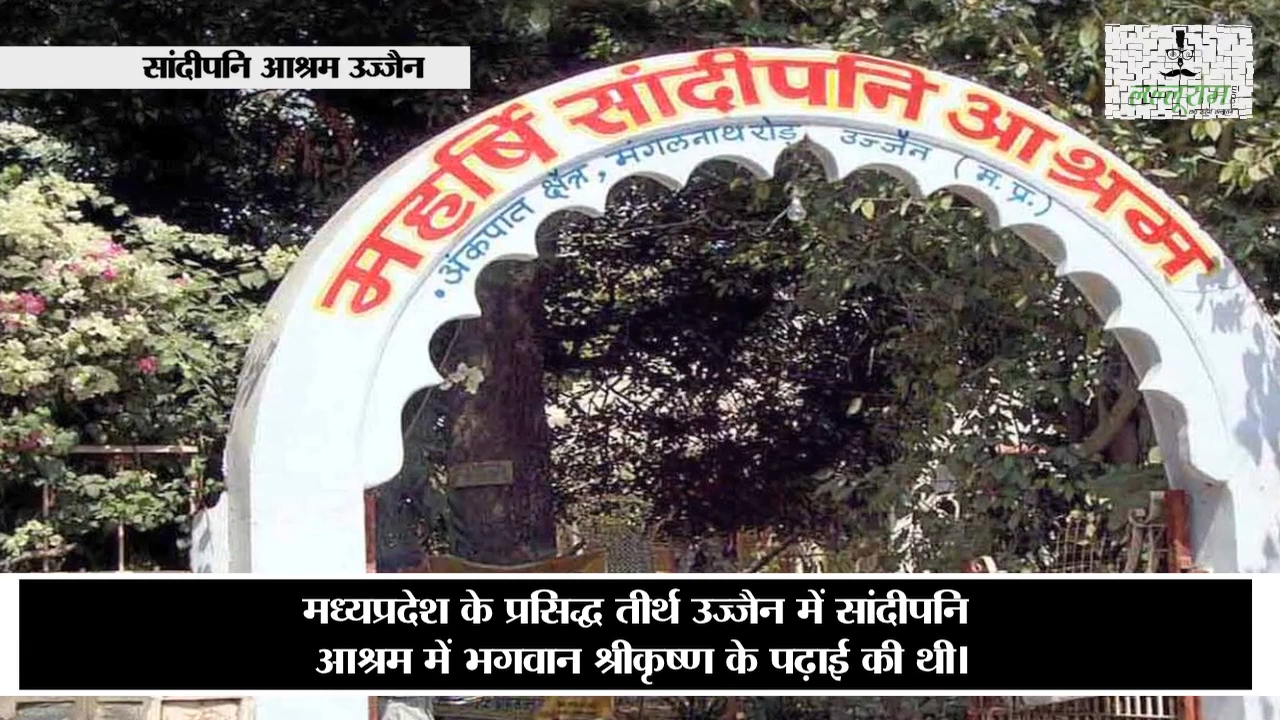 सांदीपनि आश्रम उज्जैन
लल्लूराम
महर्षि सांदीपनि आश्रम
अंकपात क्षेत्र, मंगलनाथ रोड़ उज्जैन (म. प्र.)
मध्यप्रदेश के प्रसिद्ध तीर्थ उज्जैन में सांदीपनि
आश्रम में भगवान श्रीकृष्ण के पढ़ाई की थी।